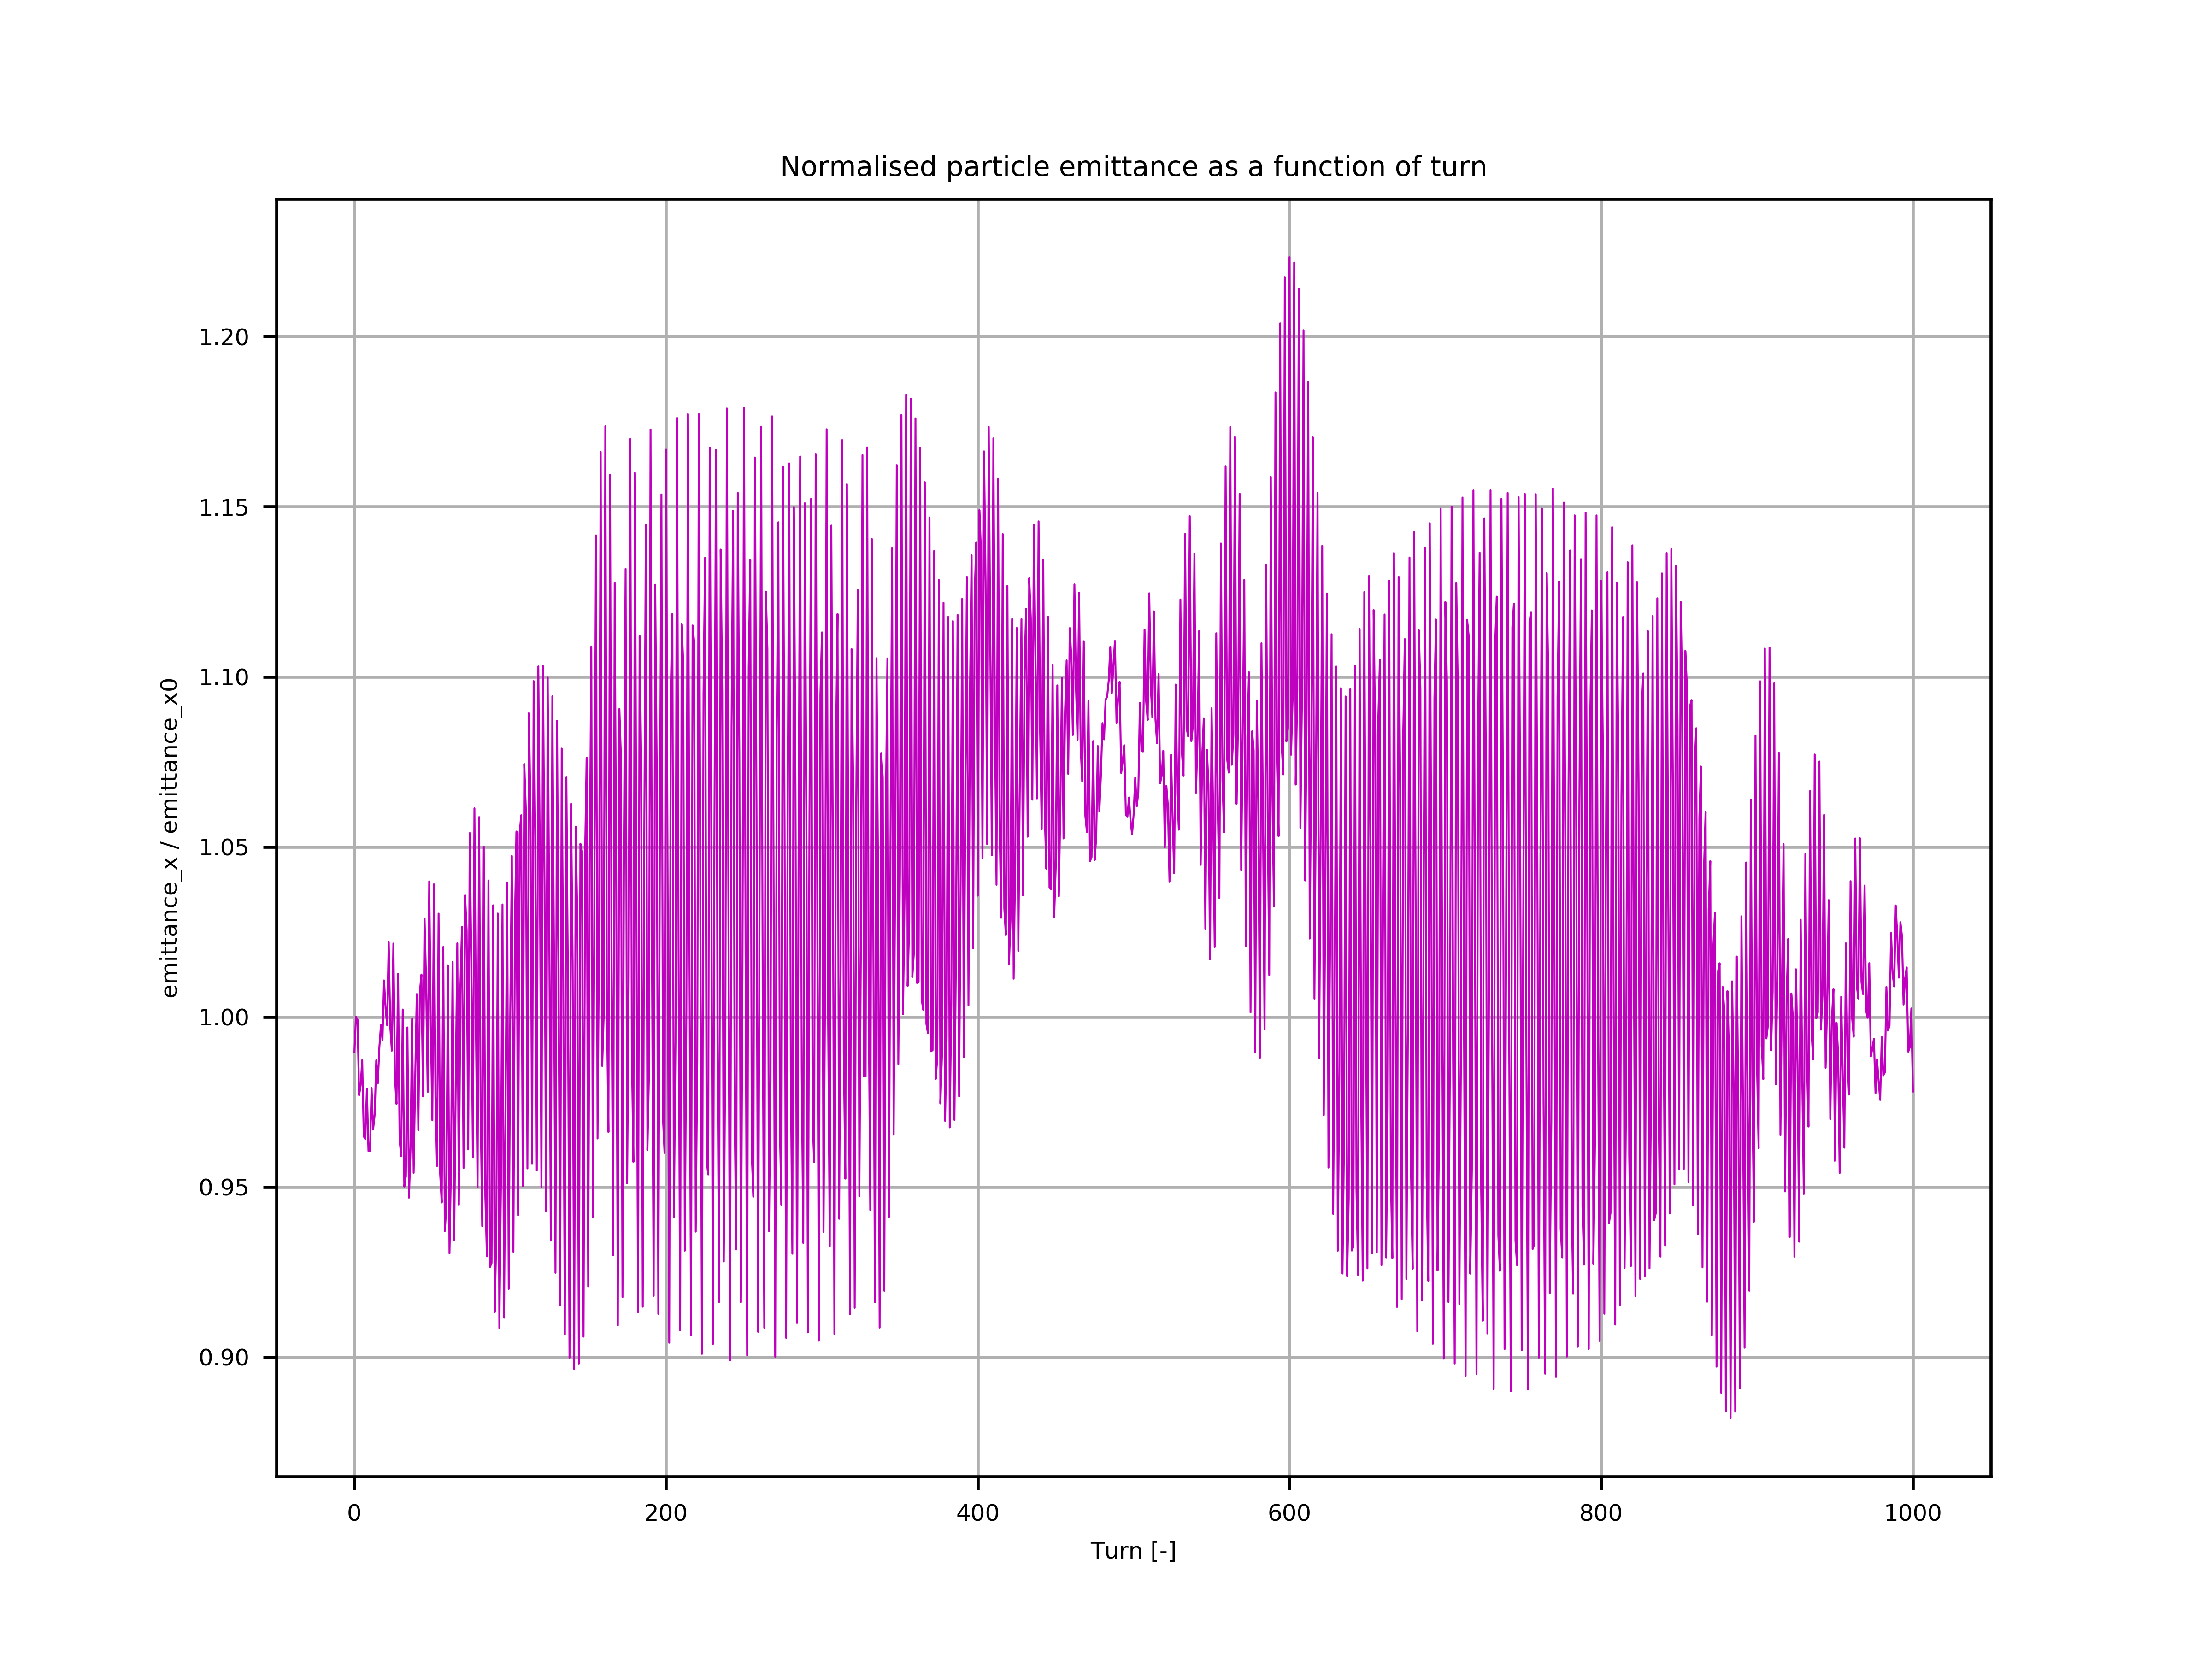 Normalised particle emittance as a function of turn
emittance_x / emittance_x0
1.20
1.15
1.10
1.05
1.00
0.95
0.90
0 200 400 600 800 1000
Turn [-]